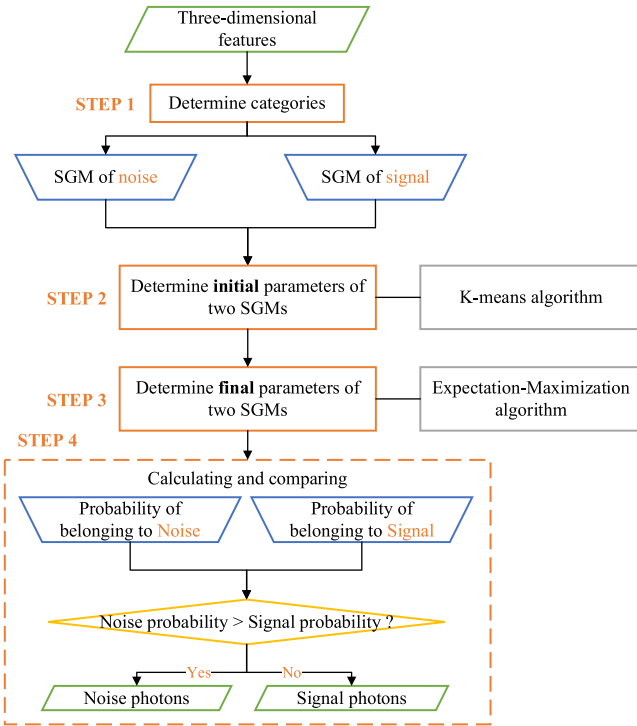 Three-dimensional
features
STEP 1
Determine categories
SGM of noise
SGM of signal
STEP 2
Determine initial parameters of
two SGMs
K-means algorithm
STEP 3
Determine final parameters of
two SGMs
Expectation-Maximization
algorithm
STEP 4
Calculating and comparing
Probability of
belonging to Noise
Probability of
belonging to Signal
Noise probability > Signal probability ?
Yes
No
Noise photons
Signal photons